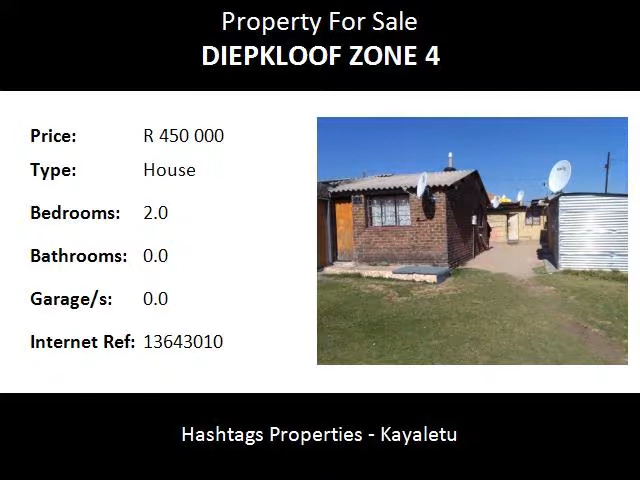 Property For Sale
DIEPKLOOF ZONE 4
Price: R 450 000
Type: House
Bedrooms: 2.0
Bathrooms: 0.0
Garage/s: 0.0
Internet Ref: 13643010
Hashtags Properties - Kayaletu